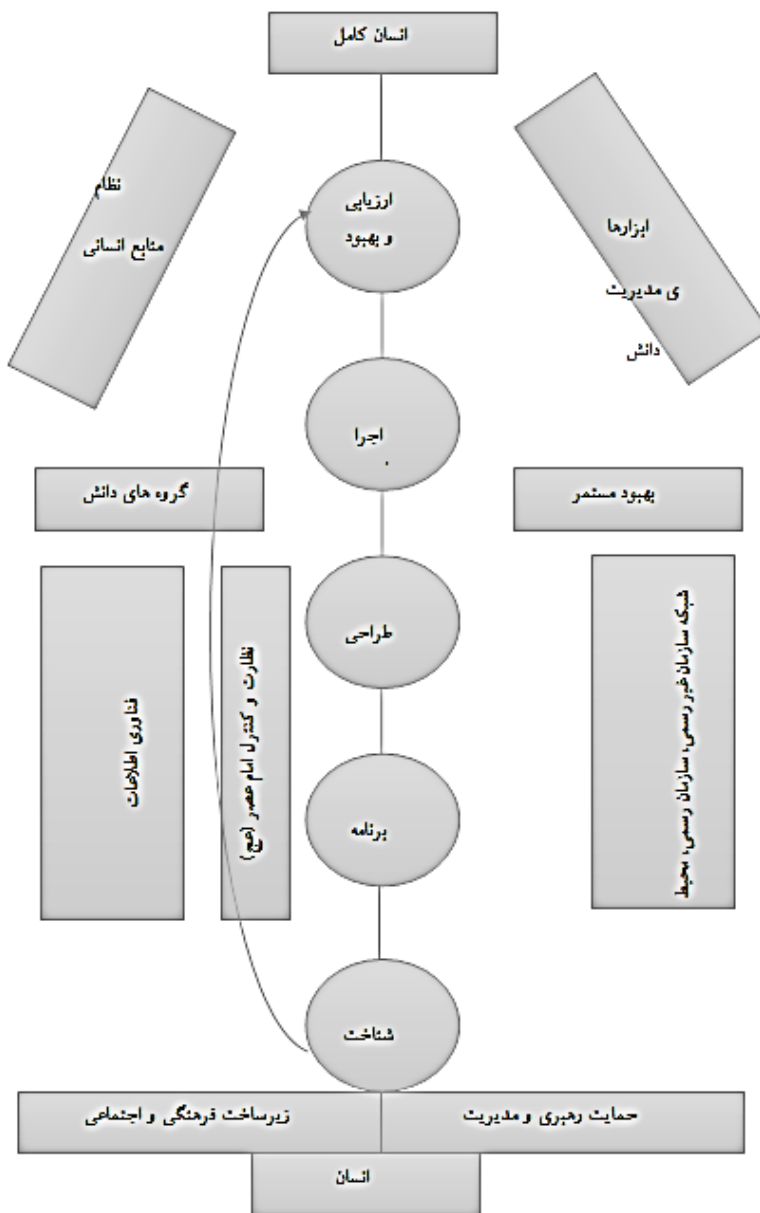 انسان کامل
نظام
منابع انسانی
ابزارها
ی مدیریت
دانش
ارزیابی
و بهبود
اجرا
.
گروه های دانش
بهبود مستمر
طراحی
فناوری اطلاعات
نظارت و کنترل امام عصر (عج)
شبکه سازمان غیر رسمی، سازمان رسمی، محیط
برنامه
شناخت
زیرساخت فرهنگی و اجتماعی
حمایت رهبری و مدیریت
انسان